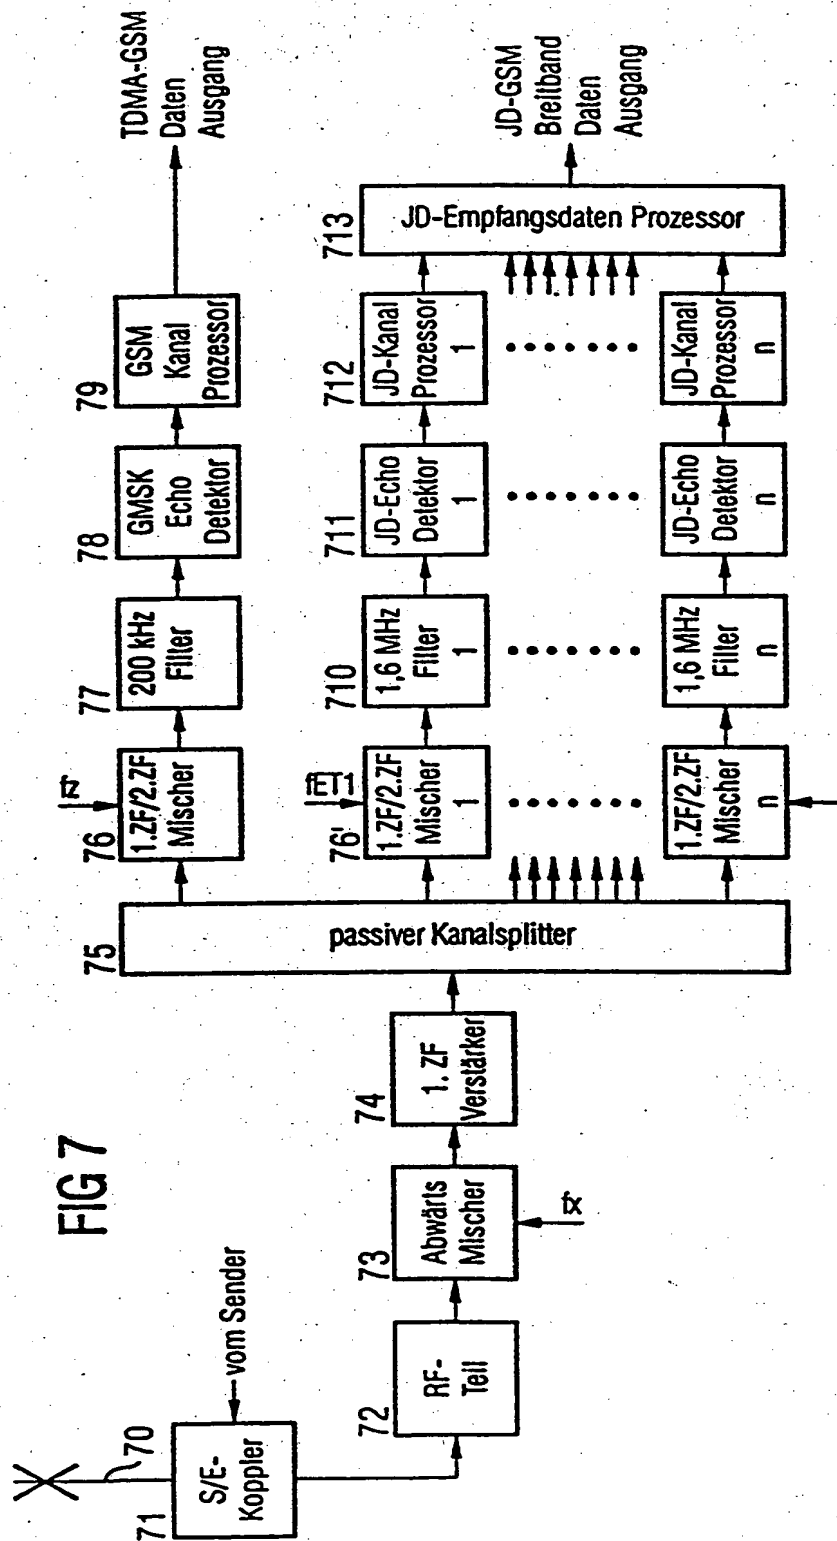 FIG 7
70
71
S/E-
Koppler
vom Sender
72
RF-
Teil
73
Abwärts
Mischer
fx
74
1. ZF
Verstärker
75
passiver Kanalsplitter
76
1.ZF/2.ZF
Mischer
fz
77
200 kHz
Filter
78
GMSK
Echo
Detektor
79
GSM
Kanal
Prozessor
TDMA-GSM
Daten
Ausgang
76'
1.ZF/2.ZF
Mischer
1
fET1
710
1,6 MHz
Filter
1
711
JD-Echo
Detektor
1
712
JD-Kanal
Prozessor
1
713
JD-Empfangsdaten Prozessor
JD-GSM
Breitband
Daten
Ausgang
1.ZF/2.ZF
Mischer
n
1,6 MHz
Filter
n
JD-Echo
Detektor
n
JD-Kanal
Prozessor
n